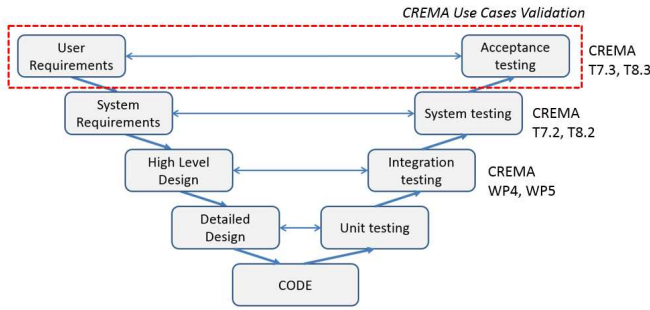 CREMA Use Cases Validation
User
Requirements
Acceptance
testing
CREMA
T7.3, T8.3
System
Requirements
System testing
CREMA
T7.2, T8.2
High Level
Design
Integration
testing
CREMA
WP4, WP5
Detailed
Design
Unit testing
CODE